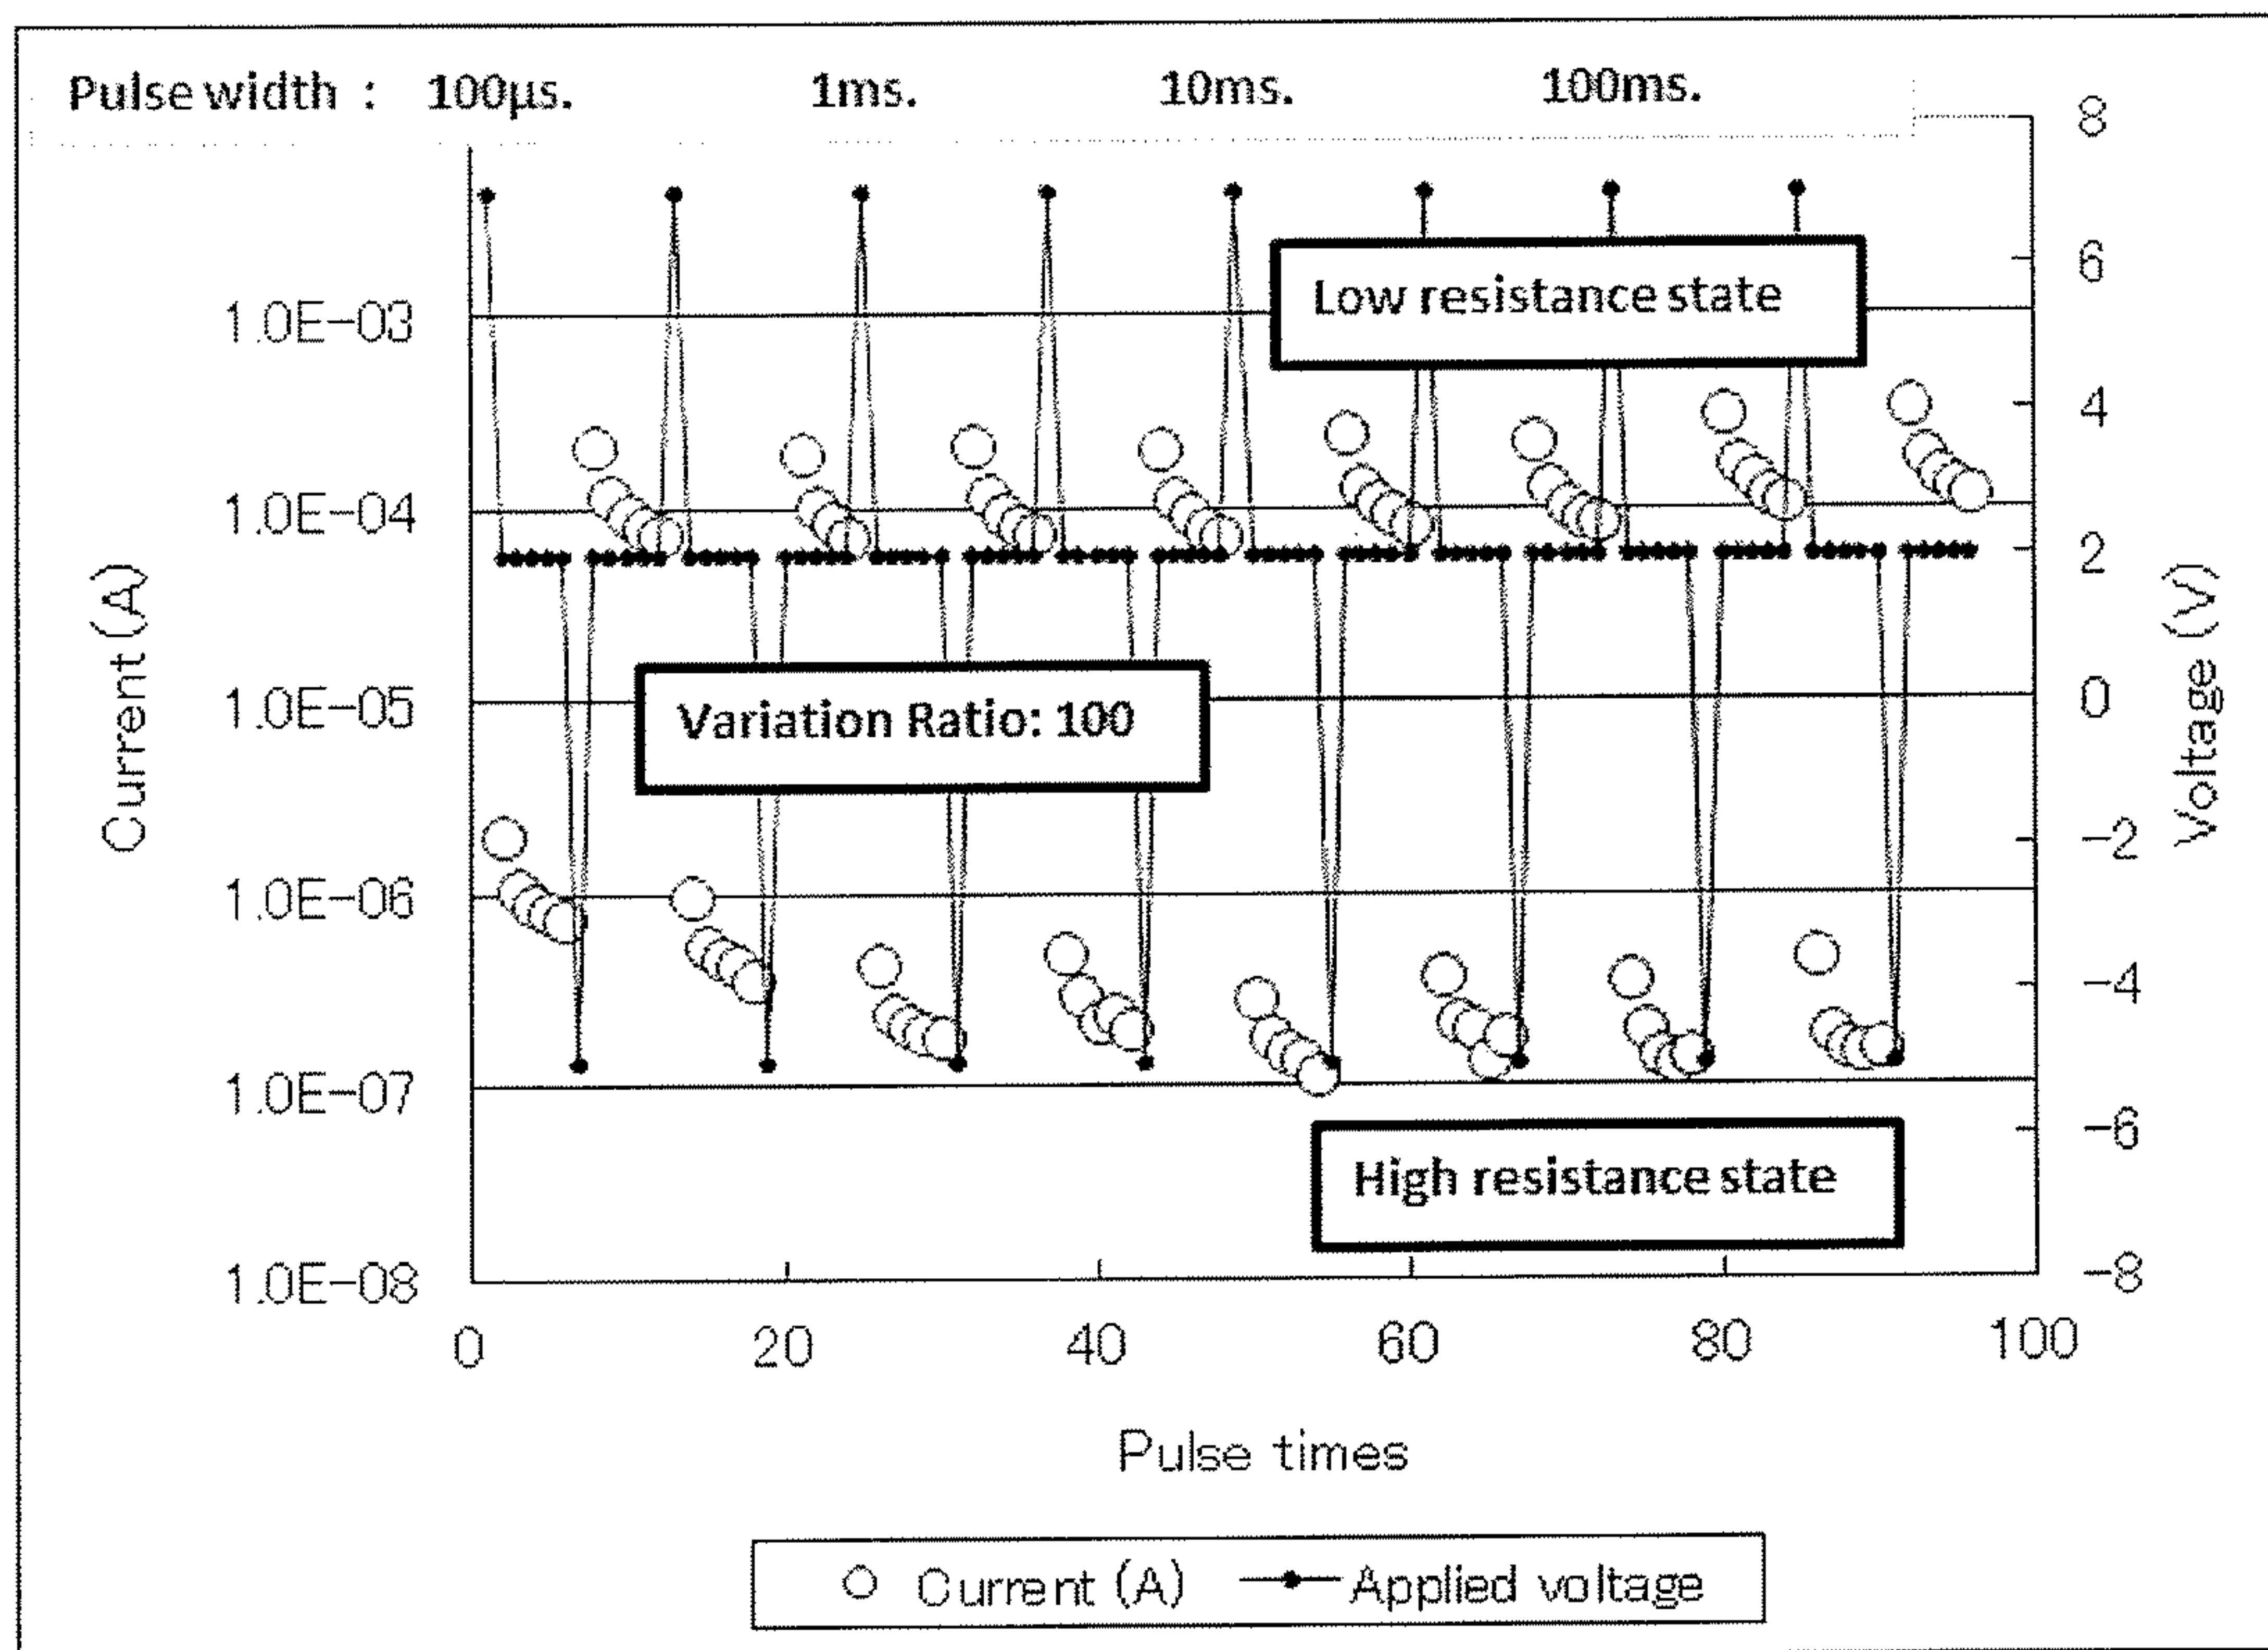 Pulse width : 100μs. 1ms. 10ms. 100ms.
8
6
Low resistance state
1.0E-03
4
1.0E-04
2
Current (A)
Voltage (V)
1.0E-05
Variation Ratio: 100
0
-2
1.0E-06
-4
1.0E-07
-6
High resistance state
1.0E-08
-8
0 20 40 60 80 100
Pulse times
Current (A) Applied voltage